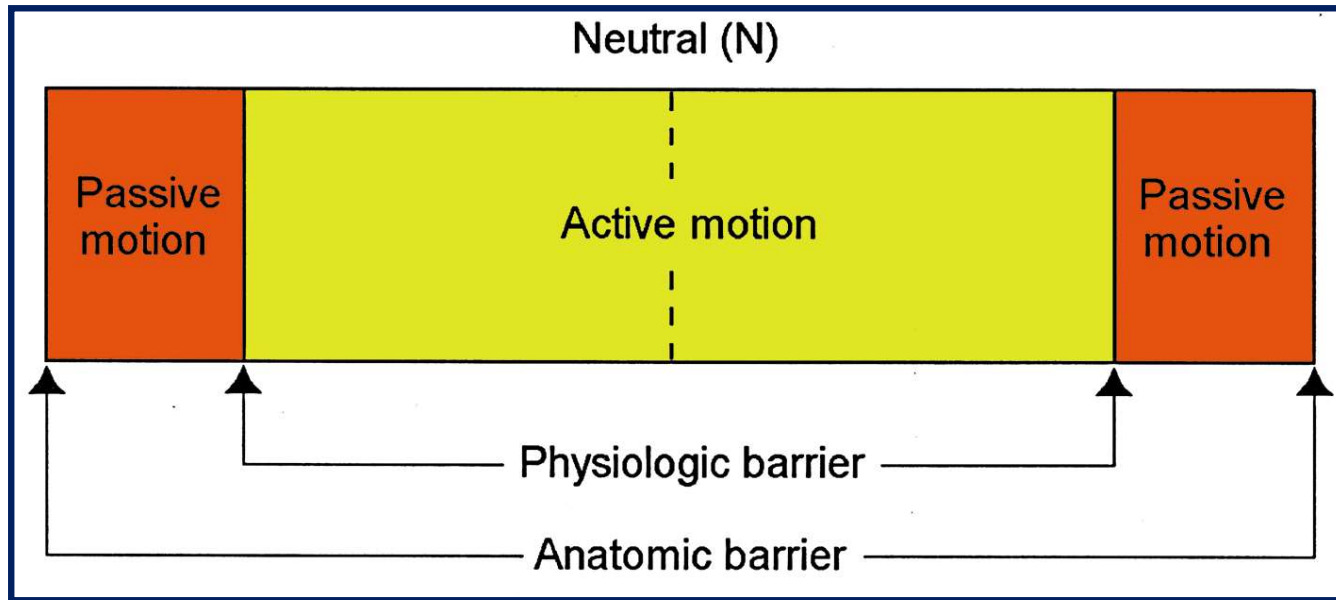 Neutral (N)
Passive
motion
Active motion
Passive
motion
Physiologic barrier
Anatomic barrier